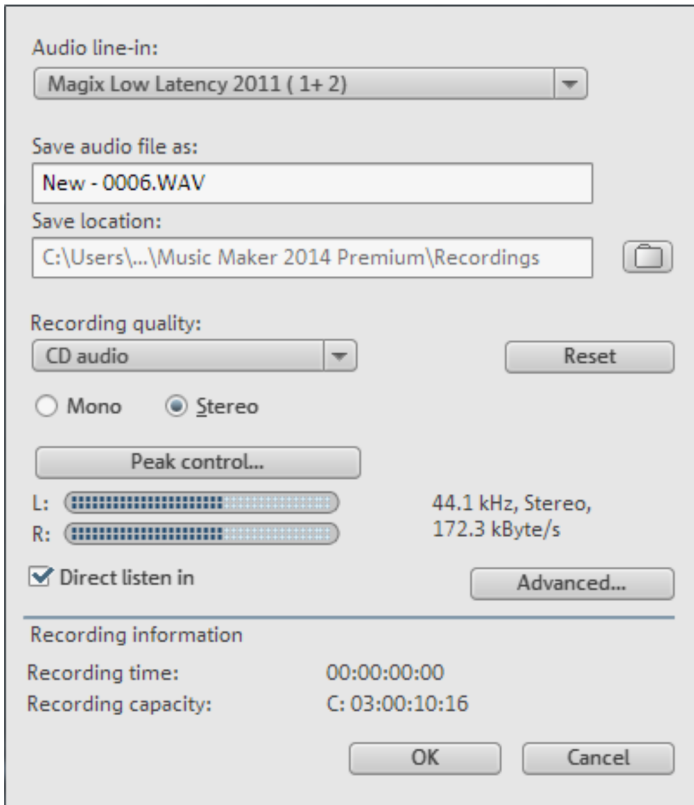 Audio line-in:
Magix Low Latency 2011 ( 1+ 2)
Save audio file as:
New - 0006.WAV
Save location:
C:\Users\...\Music Maker 2014 Premium\Recordings
Recording quality:
CD audio
Reset
Mono Stereo
Peak control...
L:
R:
44.1 kHz, Stereo,
172.3 kByte/s
Direct listen in
Advanced...
Recording information
Recording time: 00:00:00:00
Recording capacity: C: 03:00:10:16
OK Cancel